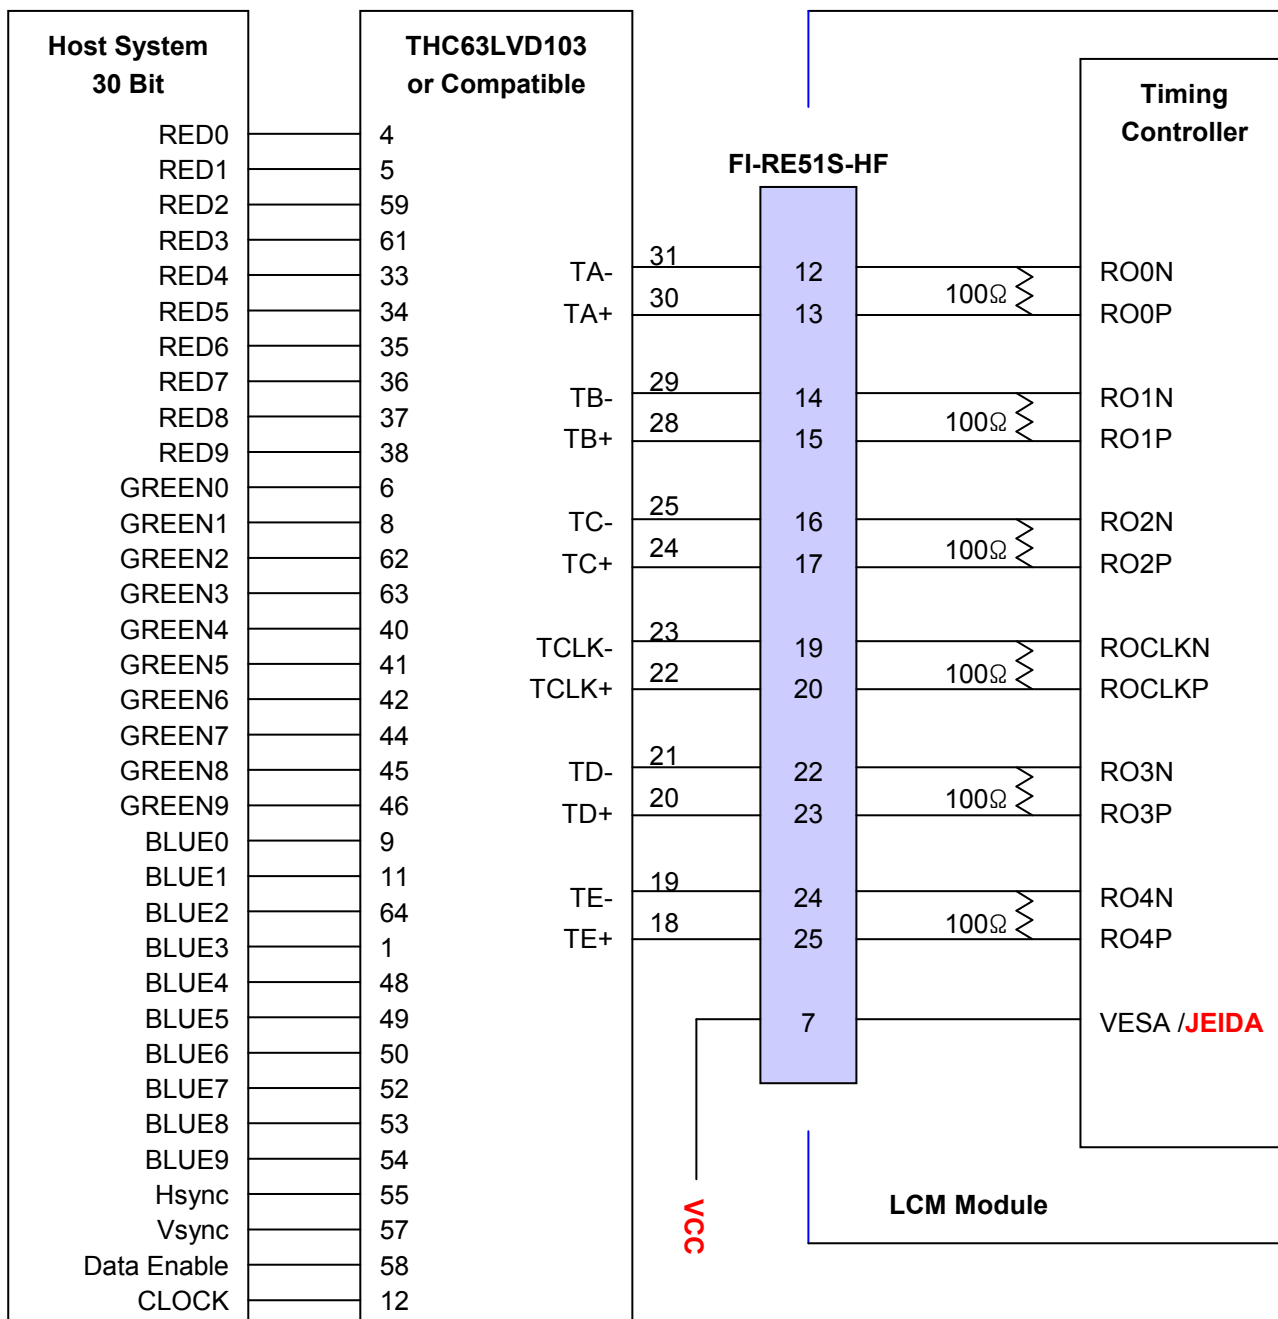 Host System
30 Bit
RED0 4
RED1 5
RED2 59
RED3 61
RED4 33
RED5 34
RED6 35
RED7 36
RED8 37
RED9 38
GREEN0 6
GREEN1 8
GREEN2 62
GREEN3 63
GREEN4 40
GREEN5 41
GREEN6 42
GREEN7 44
GREEN8 45
GREEN9 46
BLUE0 9
BLUE1 11
BLUE2 64
BLUE3 1
BLUE4 48
BLUE5 49
BLUE6 50
BLUE7 52
BLUE8 53
BLUE9 54
Hsync 55
Vsync 57
Data Enable 58
CLOCK 12
THC63LVD103
or Compatible
FI-RE51S-HF
Timing
Controller
TA- 31 12 RO0N
100Ω
TA+ 30 13 RO0P
TB- 29 14 RO1N
100Ω
TB+ 28 15 RO1P
TC- 25 16 RO2N
100Ω
TC+ 24 17 RO2P
TCLK- 23 19 ROCLKN
100Ω
TCLK+ 22 20 ROCLKP
TD- 21 22 RO3N
100Ω
TD+ 20 23 RO3P
TE- 19 24 RO4N
100Ω
TE+ 18 25 RO4P
7 VESA /JEIDA
VCC
LCM Module